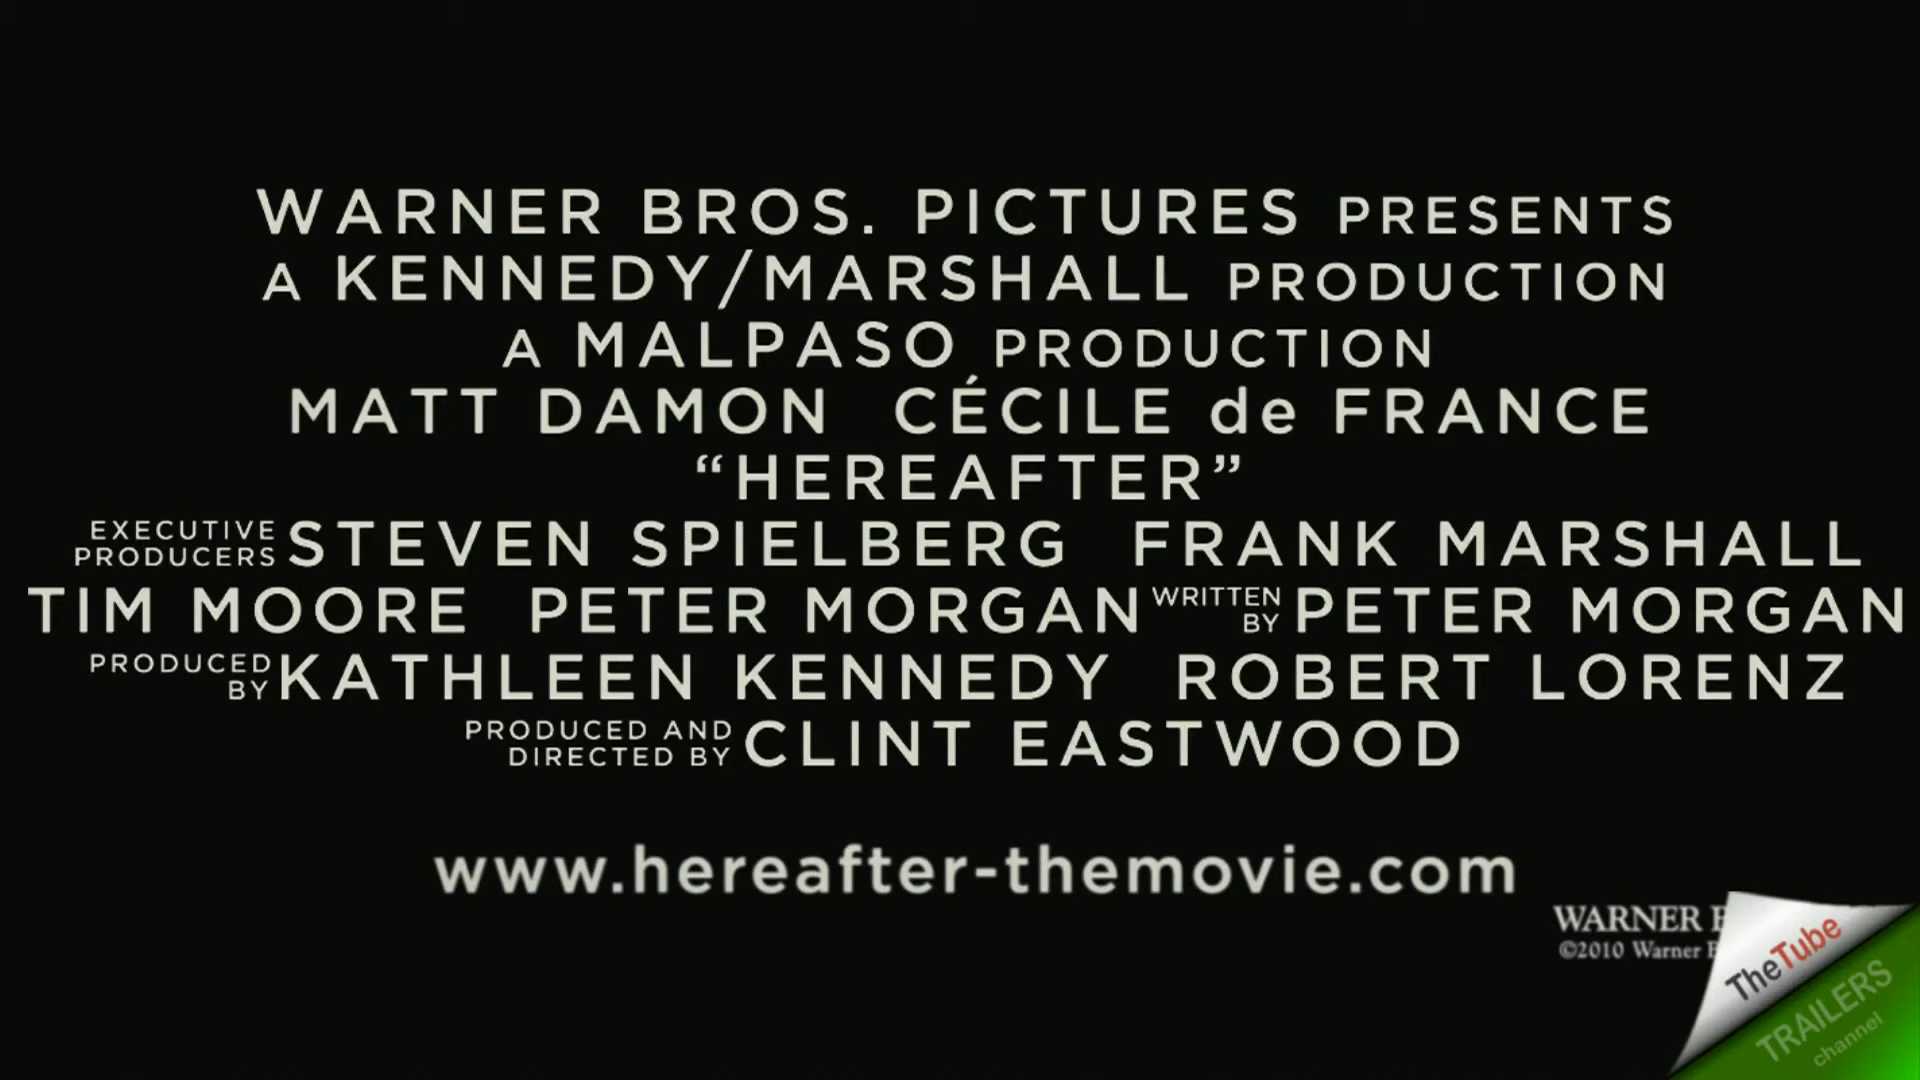 WARNER BROS. PICTURES PRESENTS
A KENNEDY/MARSHALL PRODUCTION
A MALPASO PRODUCTION
MATT DAMON CÉCILE de FRANCE
“HEREAFTER”
EXECUTIVE PRODUCERS STEVEN SPIELBERG FRANK MARSHALL
TIM MOORE PETER MORGAN WRITTEN BY PETER MORGAN
PRODUCED BY KATHLEEN KENNEDY ROBERT LORENZ
PRODUCED AND DIRECTED BY CLINT EASTWOOD
www.hereafter-themovie.com
WARNER
©2010 Warner
TheTube
TRAILERS
channel